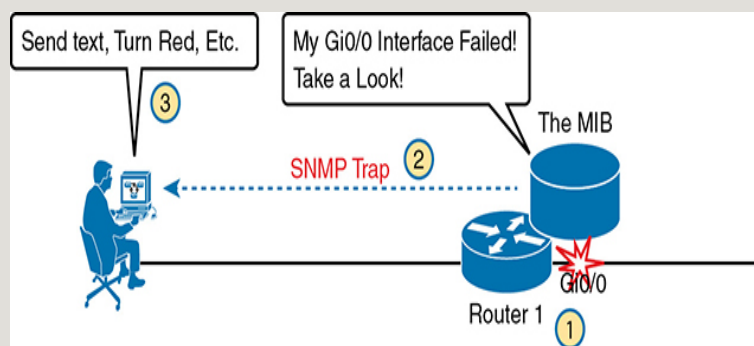 Send text, Turn Red, Etc.
My Gi0/0 Interface Failed!
Take a Look!
3
The MIB
SNMP Trap
2
Gi0/0
Router 1
1